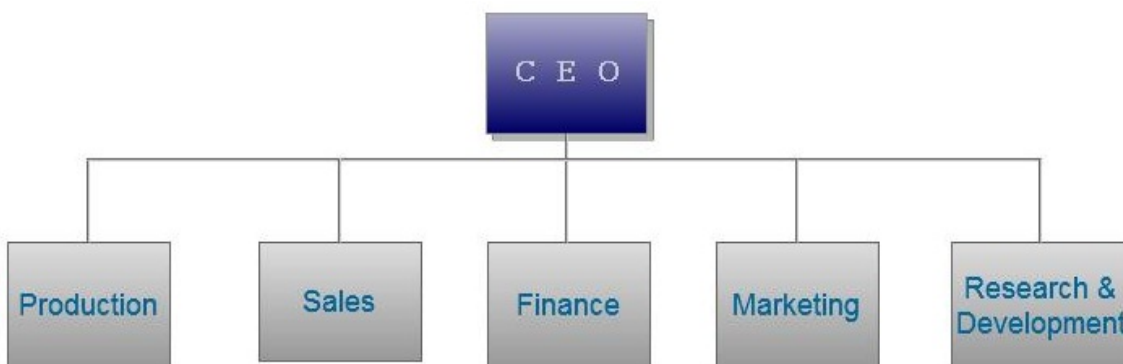 C E O
Production
Sales
Finance
Marketing
Research &
Development